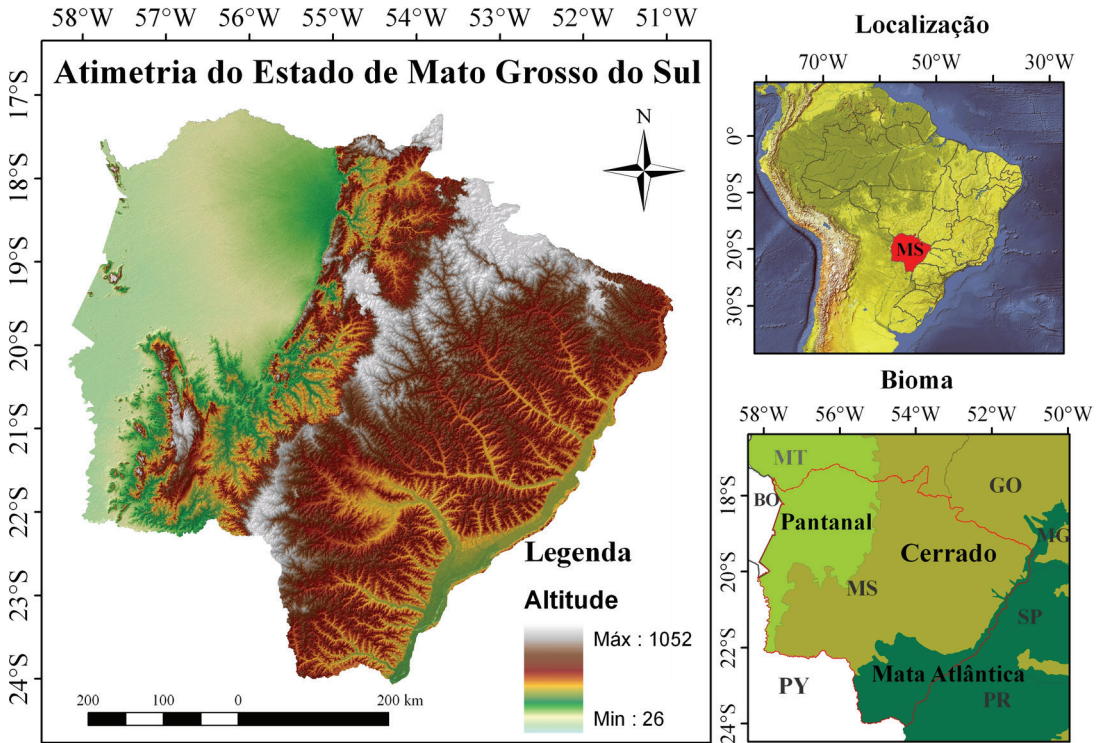 58°W 57°W 56°W 55°W 54°W 53°W 52°W 51°W
Atimetria do Estado de Mato Grosso do Sul
17°S
18°S
19°S
20°S
21°S
22°S
23°S
24°S
N
Legenda
Altitude
Máx : 1052
Min : 26
200 100 0 200 km
Localização
70°W 50°W 30°W
0°
10°S
20°S
30°S
MS
Bioma
58°W 56°W 54°W 52°W 50°W
18°S
20°S
22°S
24°S
MT
GO
BO
Pantanal
MG
Cerrado
MS
SP
Mata Atlântica
PY
PR